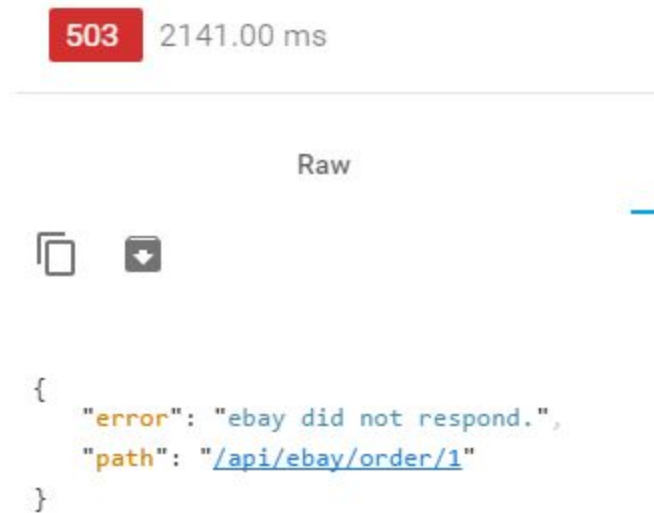 503 2141.00 ms
Raw
{
"error": "ebay did not respond.",
"path": "/api/ebay/order/1"
}